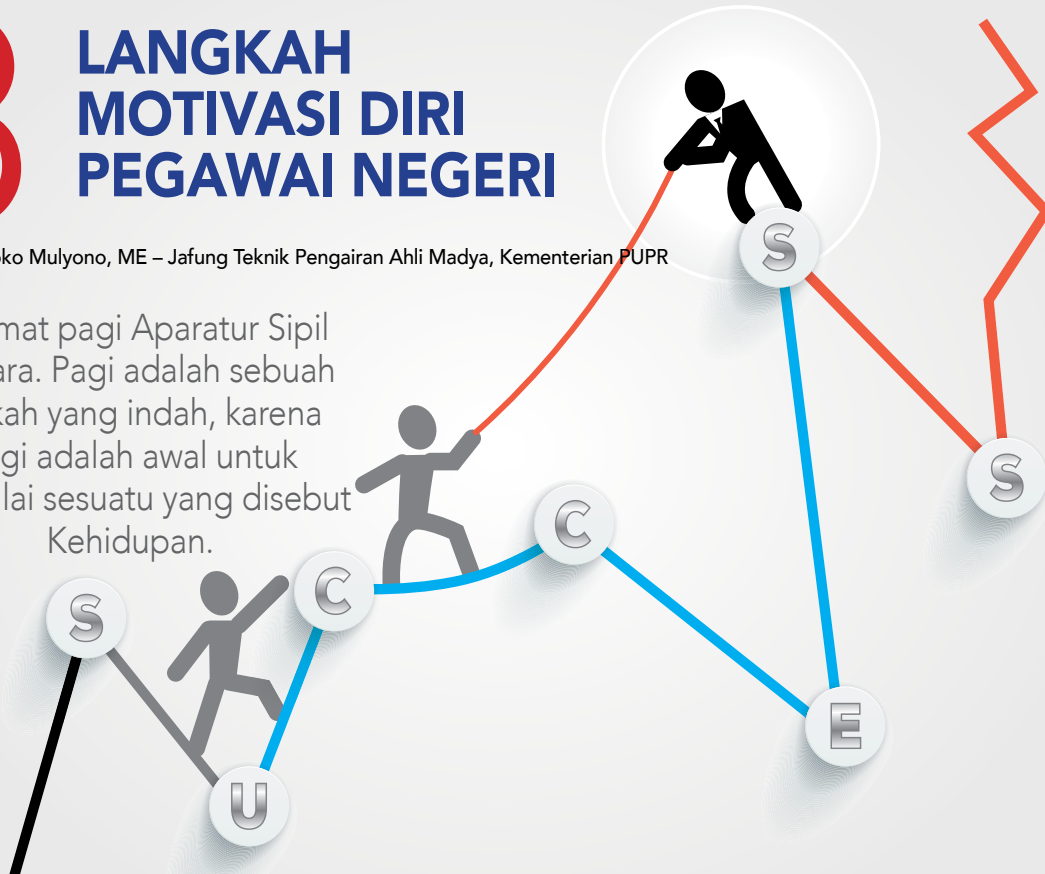 LANGKAH
MOTIVASI DIRI
PEGAWAI NEGERI
oko Mulyono, ME – Jafung Teknik Pengairan Ahli Madya, Kementerian PUPR
mat pagi Aparatur Sipil
ara. Pagi adalah sebuah
kah yang indah, karena
gi adalah awal untuk
lai sesuatu yang disebut
Kehidupan.
S
U
C
C
E
S
S